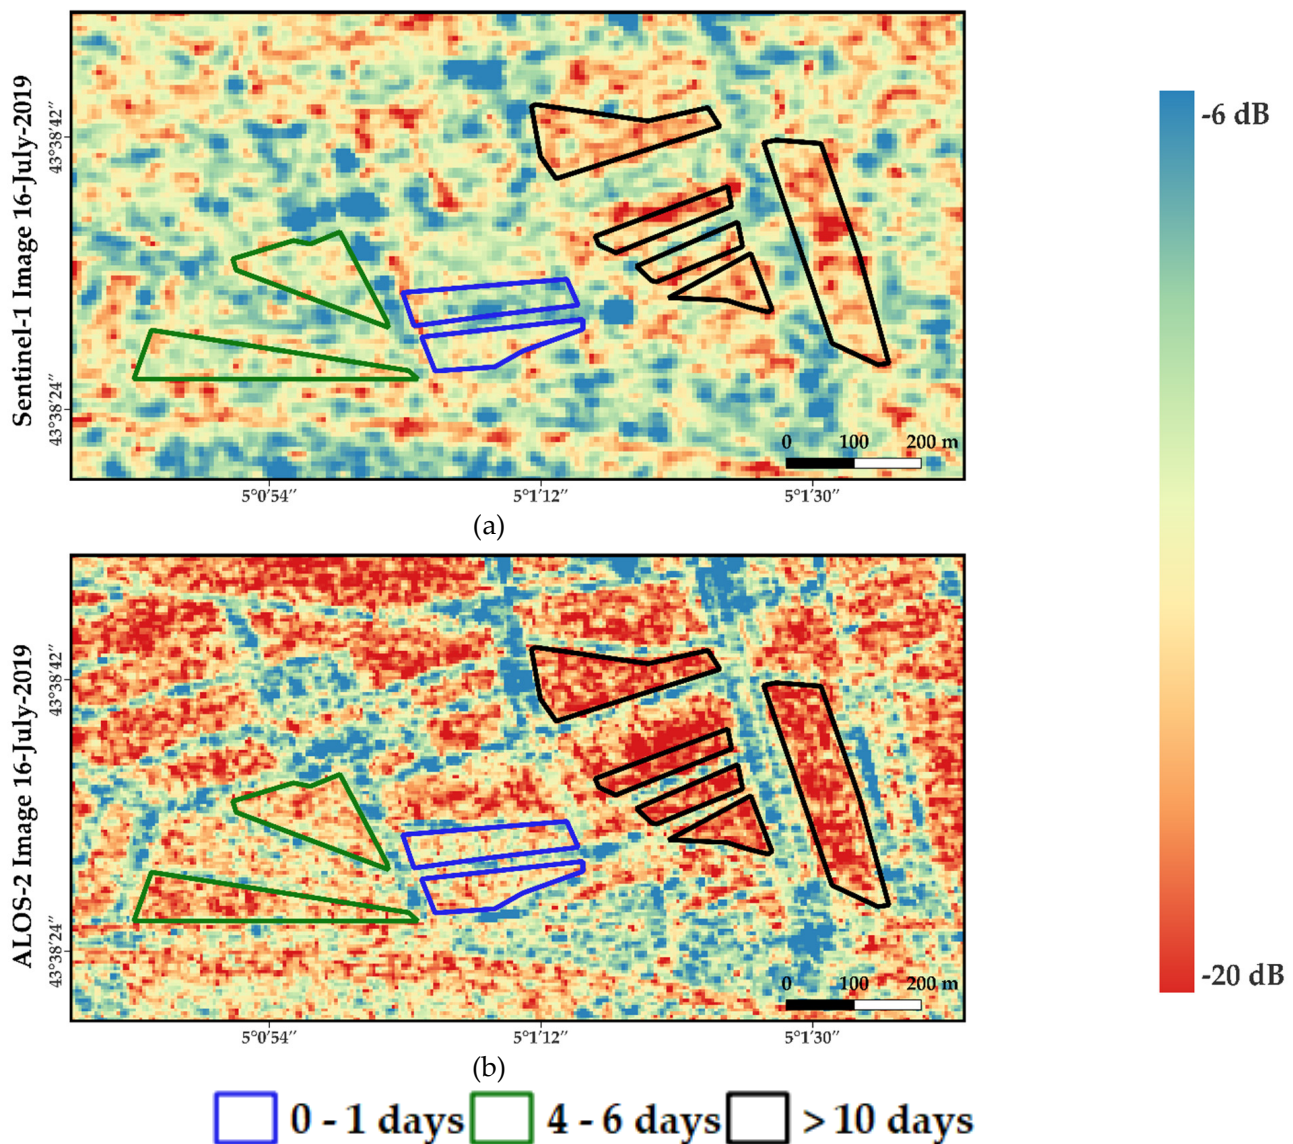 Sentinel-1 Image 16-July-2019
43°38′42″
43°38′24″
0 100 200 m
5°0′54″ 5°1′12″ 5°1′30″
(a)
-6 dB
-20 dB
ALOS-2 Image 16-July-2019
43°38′42″
43°38′24″
0 100 200 m
5°0′54″ 5°1′12″ 5°1′30″
(b)
0 - 1 days 4 - 6 days > 10 days